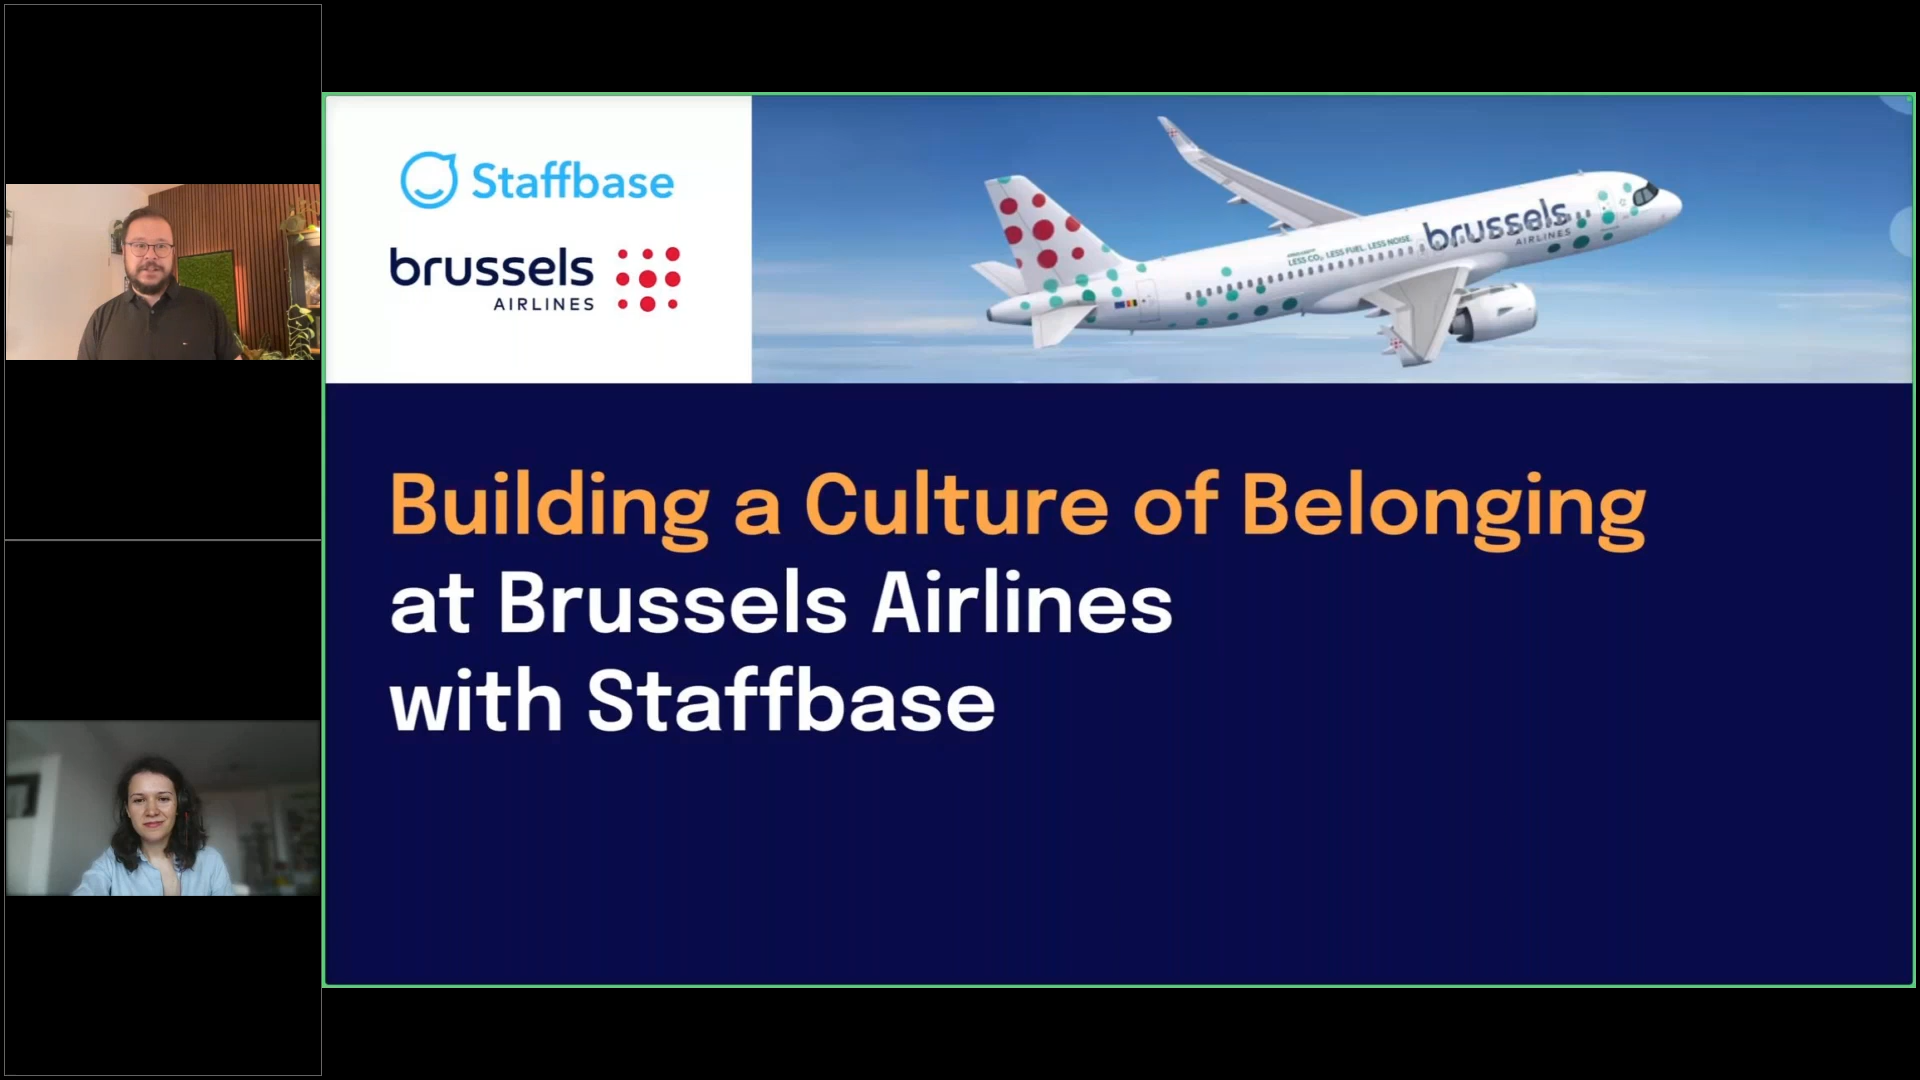 Staffbase
brussels
AIRLINES
LESS CO₂. LESS FUEL. LESS NOISE.
brussels
AIRLINES
Building a Culture of Belonging
at Brussels Airlines
with Staffbase